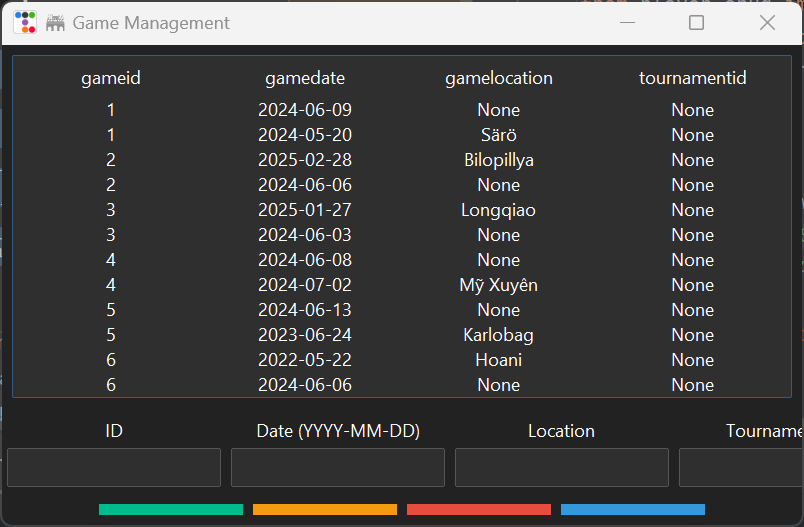 Game Management
gameid gamedate gamelocation tournamentid
1 2024-06-09 None None
1 2024-05-20 Särö None
2 2025-02-28 Bilopillya None
2 2024-06-06 None None
3 2025-01-27 Longqiao None
3 2024-06-03 None None
4 2024-06-08 None None
4 2024-07-02 Mỹ Xuyên None
5 2024-06-13 None None
5 2023-06-24 Karlobag None
6 2022-05-22 Hoani None
6 2024-06-06 None None
ID Date (YYYY-MM-DD) Location Tourname